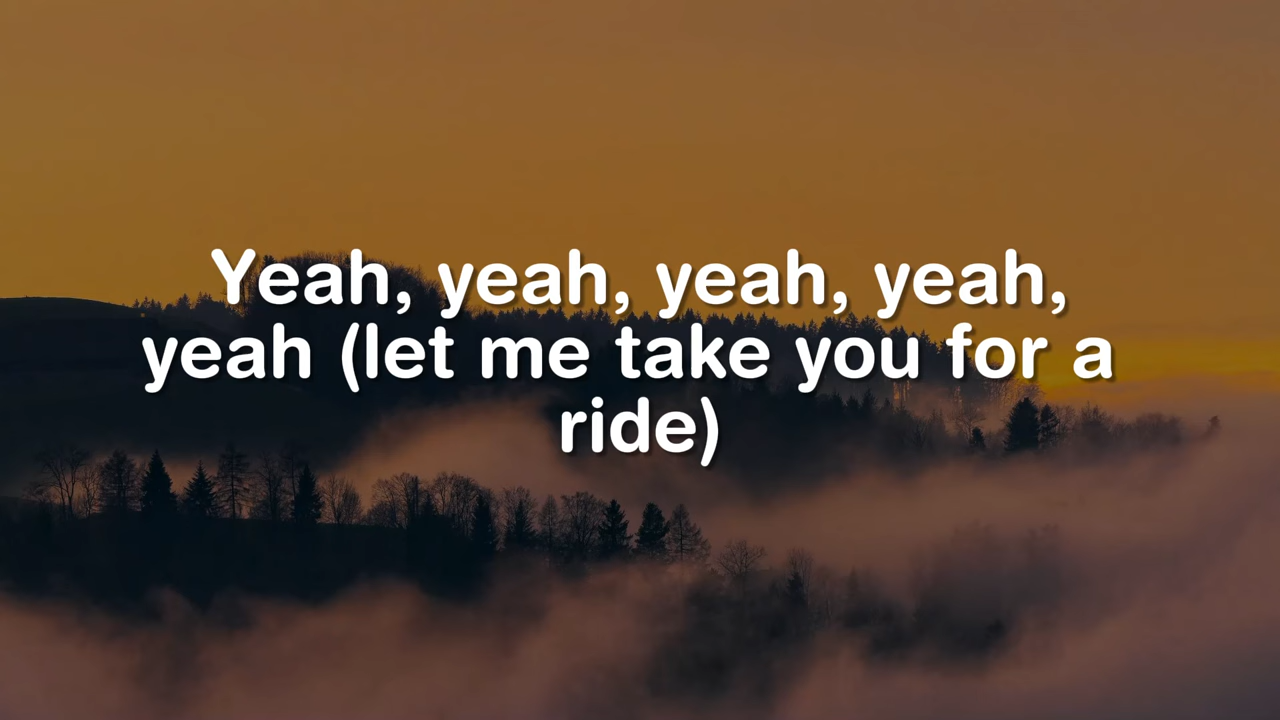 Yeah, yeah, yeah, yeah,
yeah (let me take you for a
ride)